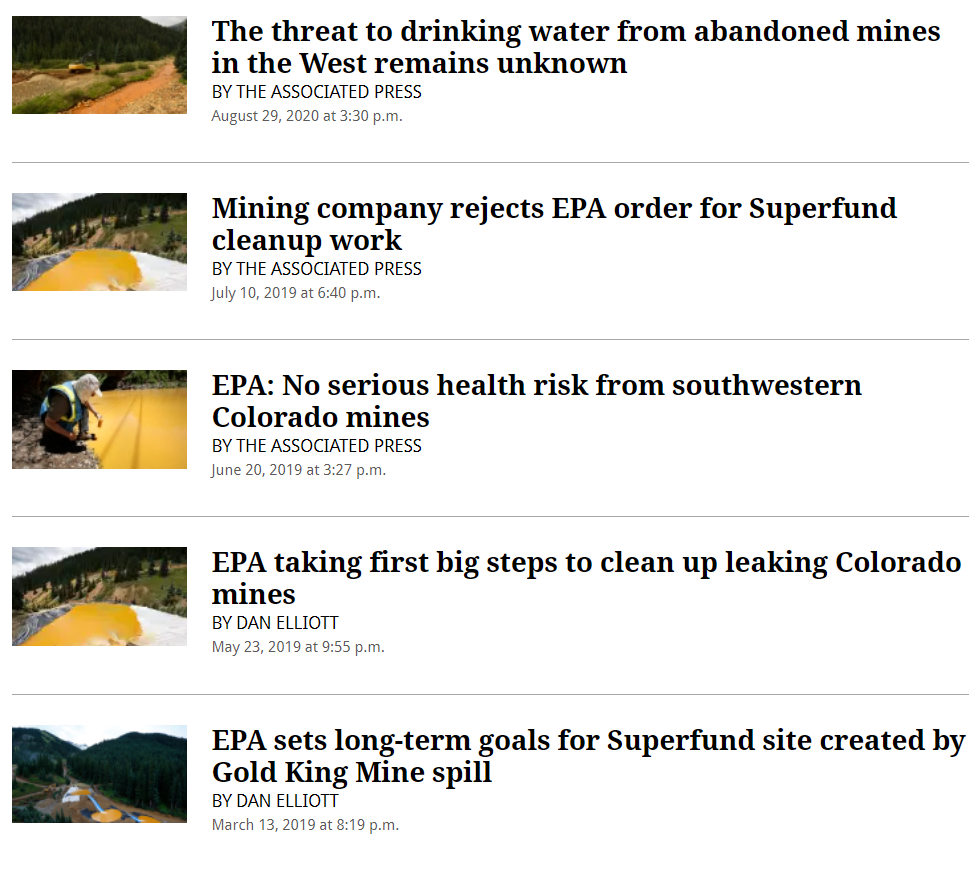 The threat to drinking water from abandoned mines
in the West remains unknown
BY THE ASSOCIATED PRESS
August 29, 2020 at 3:30 p.m.
Mining company rejects EPA order for Superfund
cleanup work
BY THE ASSOCIATED PRESS
July 10, 2019 at 6:40 p.m.
EPA: No serious health risk from southwestern
Colorado mines
BY THE ASSOCIATED PRESS
June 20, 2019 at 3:27 p.m.
EPA taking first big steps to clean up leaking Colorado
mines
BY DAN ELLIOTT
May 23, 2019 at 9:55 p.m.
EPA sets long-term goals for Superfund site created by
Gold King Mine spill
BY DAN ELLIOTT
March 13, 2019 at 8:19 p.m.